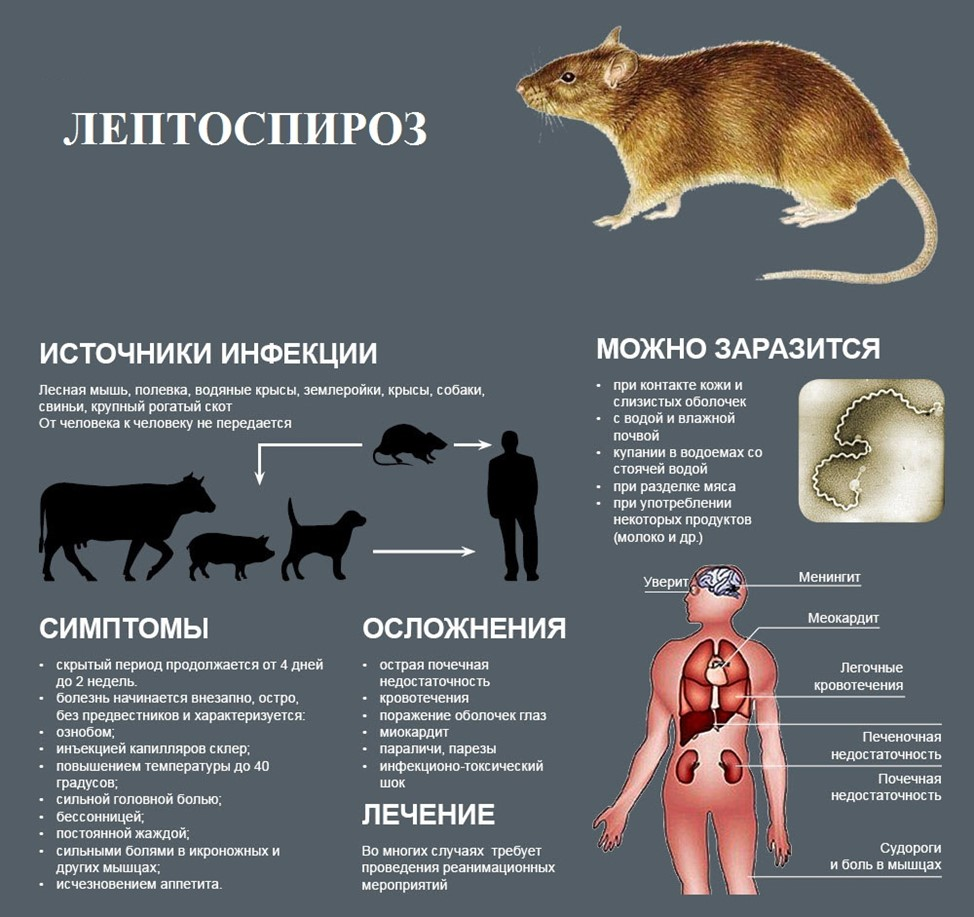 ЛЕПТОСПИРОЗ
ИСТОЧНИКИ ИНФЕКЦИИ
Лесная мышь, полевка, водяные крысы, землеройки, крысы, собаки,
свиньи, крупный рогатый скот
От человека к человеку не передается
МОЖНО ЗАРАЗИТСЯ
• при контакте кожи и
слизистых оболочек
• с водой и влажной
почвой
• купании в водоемах со
стоячей водой
• при разделке мяса
• при употреблении
некоторых продуктов
(молоко и др.)
СИМПТОМЫ
• скрытый период продолжается от 4 дней
до 2 недель.
• болезнь начинается внезапно, остро,
без предвестников и характеризуется:
• ознобом;
• инъекцией капилляров склер;
• повышением температуры до 40
градусов;
• сильной головной болью;
• бессонницей;
• постоянной жаждой;
• сильными болями в икроножных и
других мышцах;
• исчезновением аппетита.
ОСЛОЖНЕНИЯ
• острая почечная
недостаточность
• кровотечения
• поражение оболочек глаз
• миокардит
• параличи, парезы
• инфекционо-токсический
шок
ЛЕЧЕНИЕ
Во многих случаях требует
проведения реанимационных
мероприятий
Уверит
Менингит
Меокардит
Легочные
кровотечения
Печеночная
недостаточность
Почечная
недостаточность
Судороги
и боль в мышцах